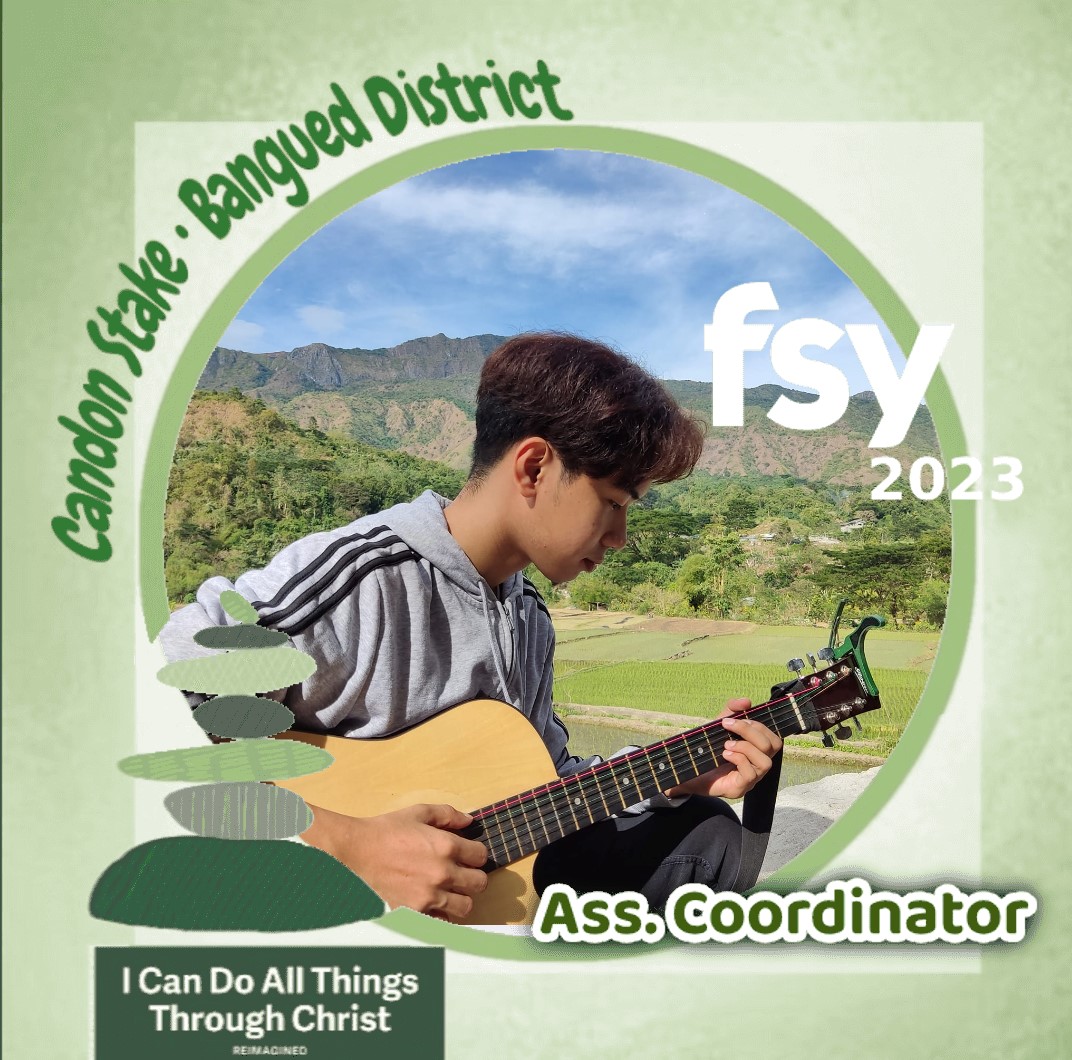 Candon Stake · Bangued District
fsy
2023
Ass. Coordinator
I Can Do All Things
Through Christ
REIMAGINED